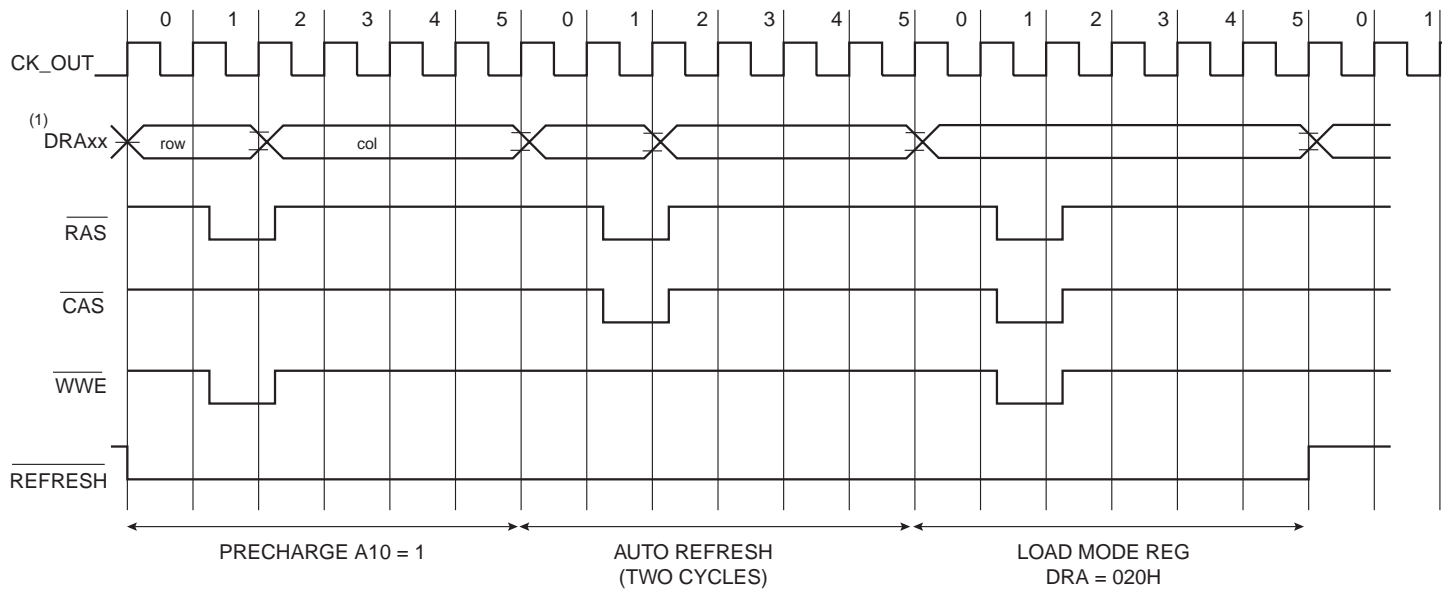 0 1 2 3 4 5 0 1 2 3 4 5 0 1 2 3 4 5 0 1
CK_OUT
(1)
DRAxx
row
col
RAS
CAS
WWE
REFRESH
PRECHARGE A10 = 1
AUTO REFRESH
(TWO CYCLES)
LOAD MODE REG
DRA = 020H